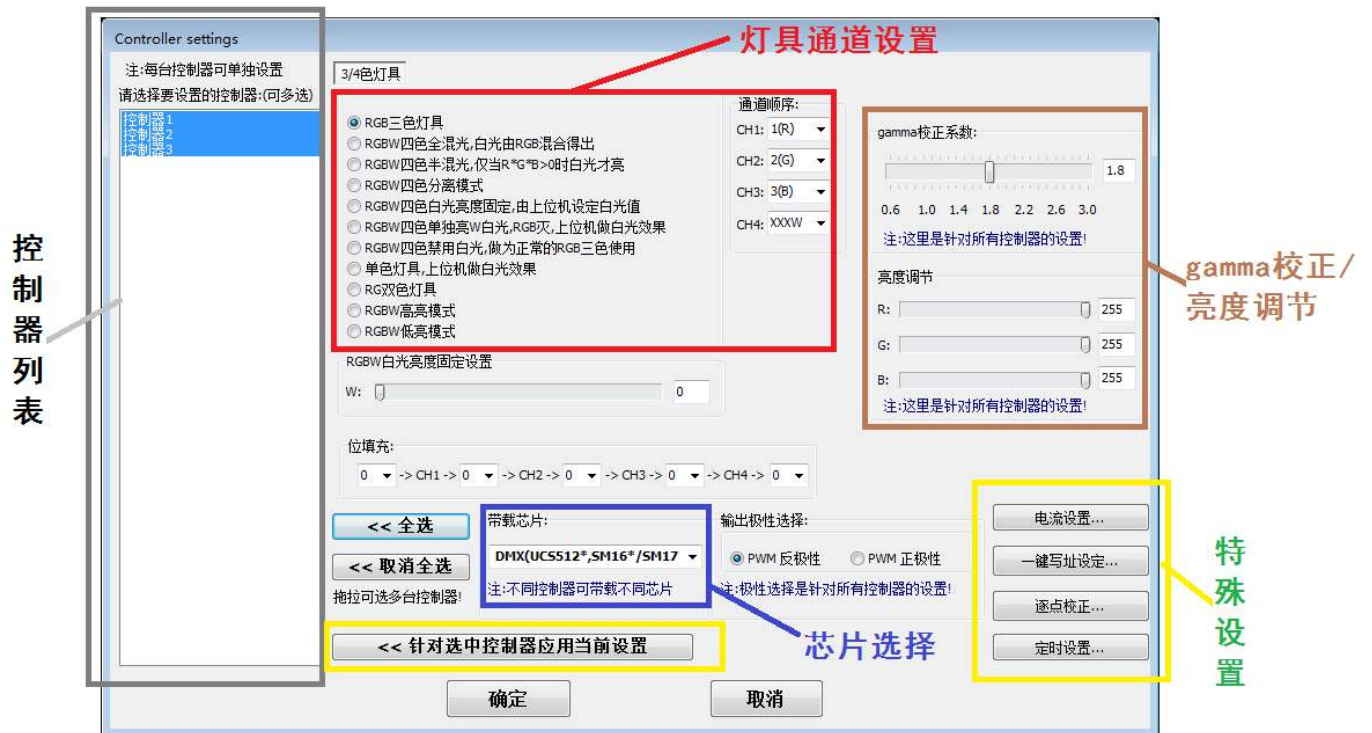 Controller settings
灯具通道设置
注:每台控制器可单独设置
请选择要设置的控制器:(可多选)
控制器1
控制器2
控制器3
控制器列表
3/4色灯具
RGB三色灯具
RGBW四色全混光,白光由RGB混合得出
RGBW四色半混光,仅当R*G*B>0时白光才亮
RGBW四色分离模式
RGBW四色白光亮度固定,由上位机设定白光值
RGBW四色单独亮W白光,RGB灭,上位机做白光效果
RGBW四色禁用白光,做为正常的RGB三色使用
单色灯具,上位机做白光效果
RG双色灯具
RGBW高亮模式
RGBW低亮模式
通道顺序:
CH1: 1(R)
CH2: 2(G)
CH3: 3(B)
CH4: XXXW
gamma校正系数:
1.8
0.6 1.0 1.4 1.8 2.2 2.6 3.0
注:这里是针对所有控制器的设置!
亮度调节
R: 255
G: 255
B: 255
注:这里是针对所有控制器的设置!
gamma校正/
亮度调节
RGBW白光亮度固定设置
W: 0
位填充:
0 -> CH1 -> 0 -> CH2 -> 0 -> CH3 -> 0 -> CH4 -> 0
<< 全选
<< 取消全选
拖拉可选多台控制器!
带载芯片:
DMX(UCS512*,SM16*/SM17
注:不同控制器可带载不同芯片
输出极性选择:
PWM 反极性 PWM 正极性
注:极性选择是针对所有控制器的设置!
电流设置...
一键写址设定...
逐点校正...
定时设置...
特殊设置
<< 针对选中控制器应用当前设置
芯片选择
确定
取消